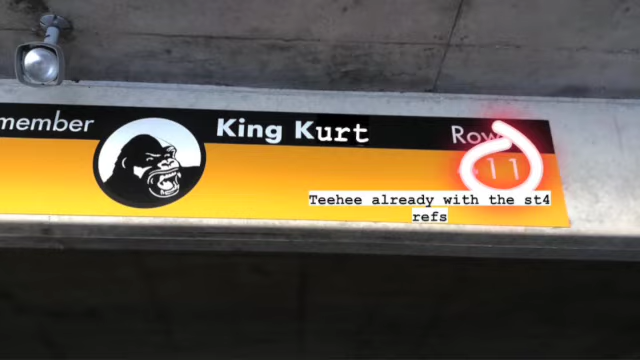 member
King Kurt
Row
11
Teehee already with the st4
refs